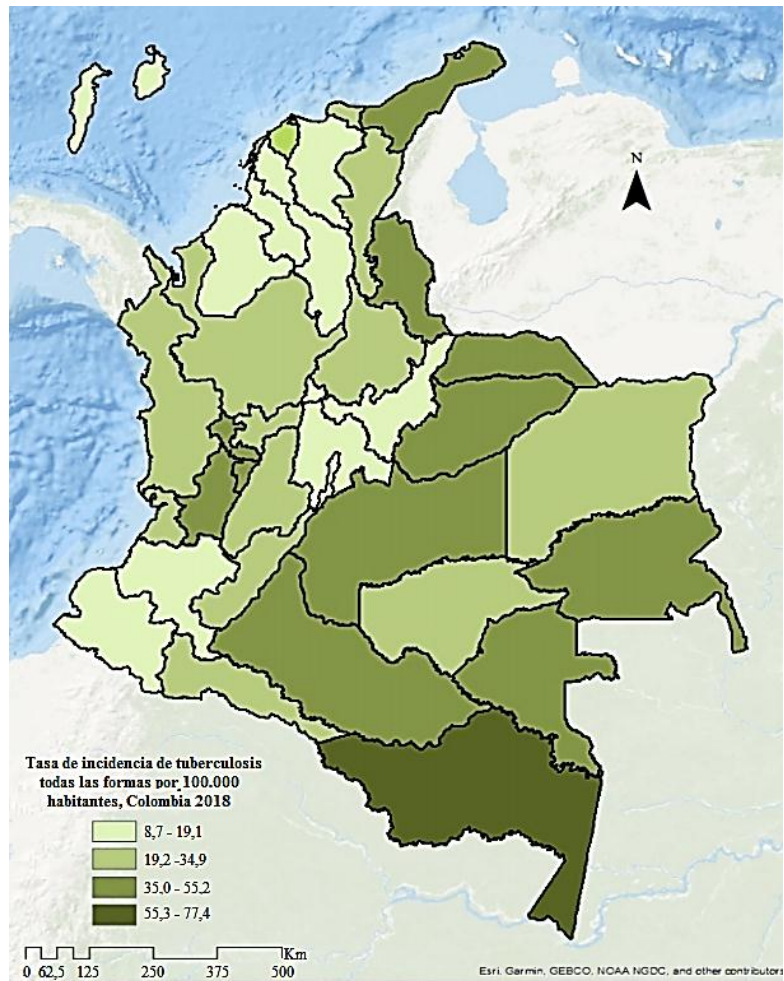 N
Tasa de incidencia de tuberculosis
todas las formas por 100.000
habitantes, Colombia 2018
8,7 - 19,1
19,2 -34,9
35,0 - 55,2
55,3 - 77,4
Km
0 62,5 125 250 375 500
Esri, Garmin, GEBCO, NOAA NGDC, and other contributors